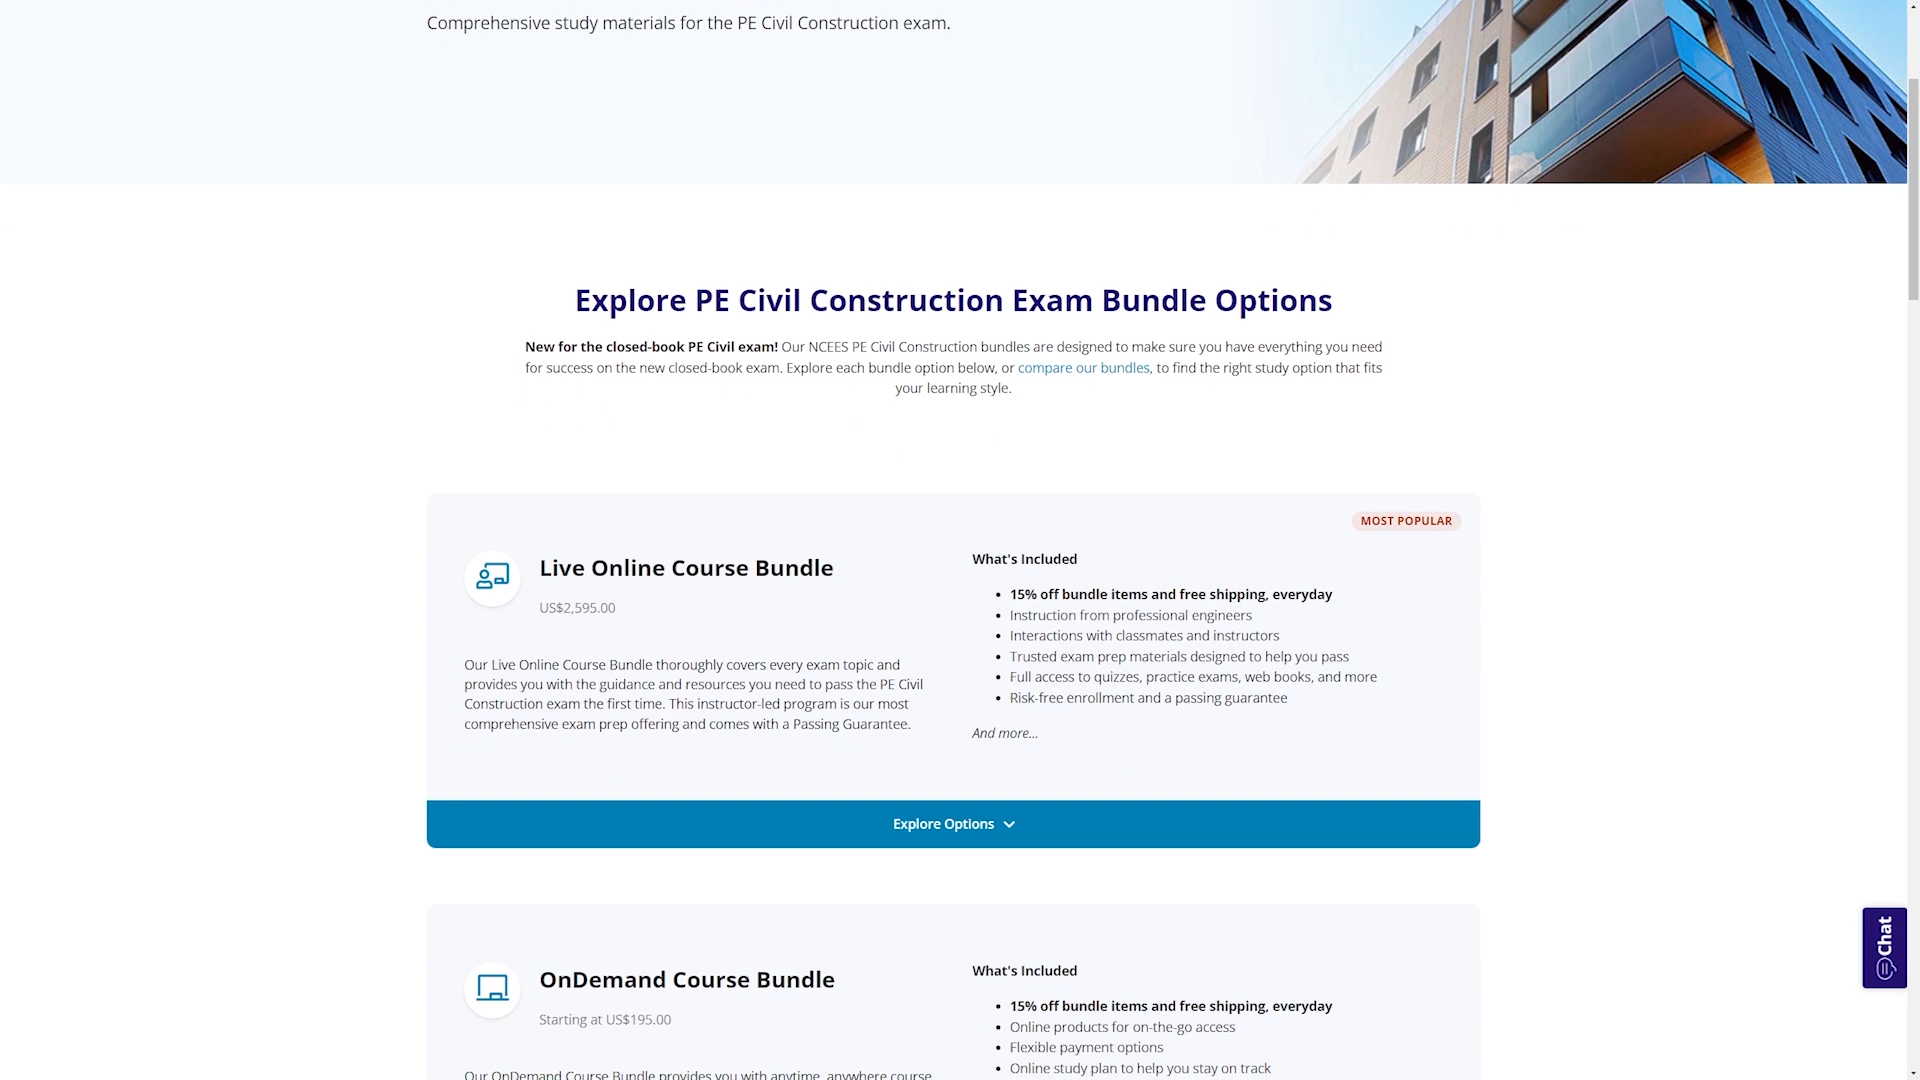 Comprehensive study materials for the PE Civil Construction exam.
Explore PE Civil Construction Exam Bundle Options
New for the closed-book PE Civil exam! Our NCEES PE Civil Construction bundles are designed to make sure you have everything you need
for success on the new closed-book exam. Explore each bundle option below, or compare our bundles, to find the right study option that fits
your learning style.
MOST POPULAR
Live Online Course Bundle
US$2,595.00
Our Live Online Course Bundle thoroughly covers every exam topic and
provides you with the guidance and resources you need to pass the PE Civil
Construction exam the first time. This instructor-led program is our most
comprehensive exam prep offering and comes with a Passing Guarantee.
What's Included
• 15% off bundle items and free shipping, everyday
• Instruction from professional engineers
• Interactions with classmates and instructors
• Trusted exam prep materials designed to help you pass
• Full access to quizzes, practice exams, web books, and more
• Risk-free enrollment and a passing guarantee
And more...
Explore Options
Chat
OnDemand Course Bundle
Starting at US$195.00
Our OnDemand Course Bundle provides you with anytime, anywhere course
What's Included
• 15% off bundle items and free shipping, everyday
• Online products for on-the-go access
• Flexible payment options
• Online study plan to help you stay on track